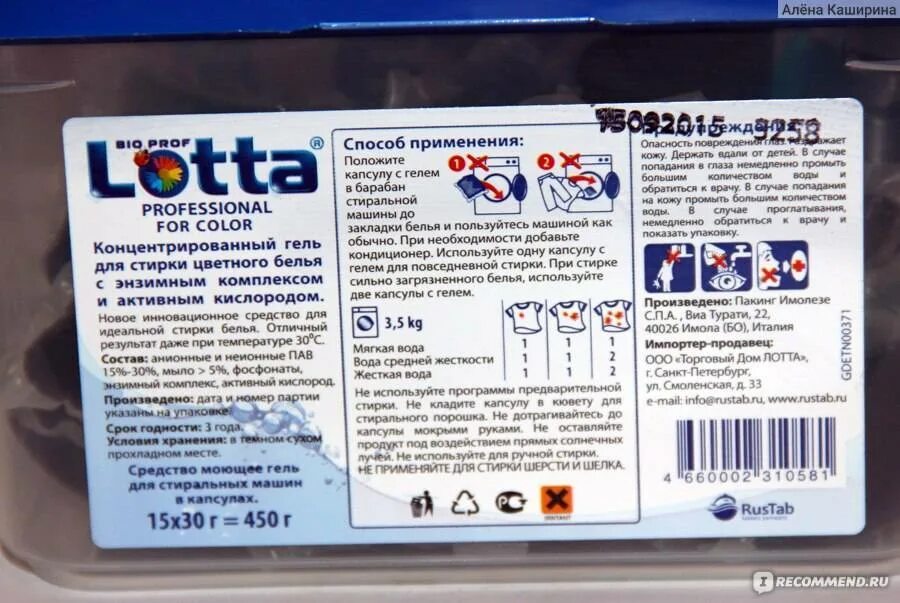 Алёна Каширина
BIO PROF
Lotta®
PROFESSIONAL
FOR COLOR
Концентрированный гель
для стирки цветного белья
с энзимным комплексом
и активным кислородом.
Новое инновационное средство для
идеальной стирки белья. Отличный
результат даже при температуре 30⁰С.
Состав: анионные и неионные ПАВ
15%-30%, мыло > 5%, фосфонаты,
энзимный комплекс, активный кислород.
Произведено: дата и номер партии
указаны на упаковке.
Срок годности: 3 года.
Условия хранения: в темном сухом
прохладном месте.
Средство моющее гель
для стиральных машин
в капсулах.
15х30 г = 450 г
Способ применения:
Положите
капсулу с гелем
в барабан
стиральной
машины до
закладки белья и пользуйтесь машиной как
обычно. При необходимости добавьте
кондиционер. Используйте одну капсулу с
гелем для повседневной стирки. При стирке
сильно загрязненного белья, используйте
две капсулы с гелем.
1 2
3,5 kg
Мягкая вода 1 1 1
Вода средней жесткости 1 1 2
Жесткая вода 1 1 2
Не используйте программы предварительной
стирки. Не кладите капсулу в кювету для
стирального порошка. Не дотрагивайтесь до
капсулы мокрыми руками. Не оставляйте
продукт под воздействием прямых солнечных
лучей. Не используйте для ручной стирки.
НЕ ПРИМЕНЯЙТЕ ДЛЯ СТИРКИ ШЕРСТИ И ШЕЛКА.
15092015 9258
Предупреждения:
Опасность повреждения глаз. Раздражает
кожу. Держать вдали от детей. В случае
попадания в глаза немедленно промыть
большим количеством воды и
обратиться к врачу. В случае попадания
на кожу промыть большим количеством
воды. В случае проглатывания,
немедленно обратиться к врачу и
показать упаковку.
Произведено: Пакинг Имолезе
С.П.А., Виа Турати, 22,
40026 Имола (БО), Италия
Импортер-продавец:
ООО «Торговый Дом ЛОТТА»,
г. Санкт-Петербург,
ул. Смоленская, д. 33
e-mail: info@rustab.ru, www.rustab.ru
GDETN00371
4 660002 310581
RusTab
IRECOMMEND.RU